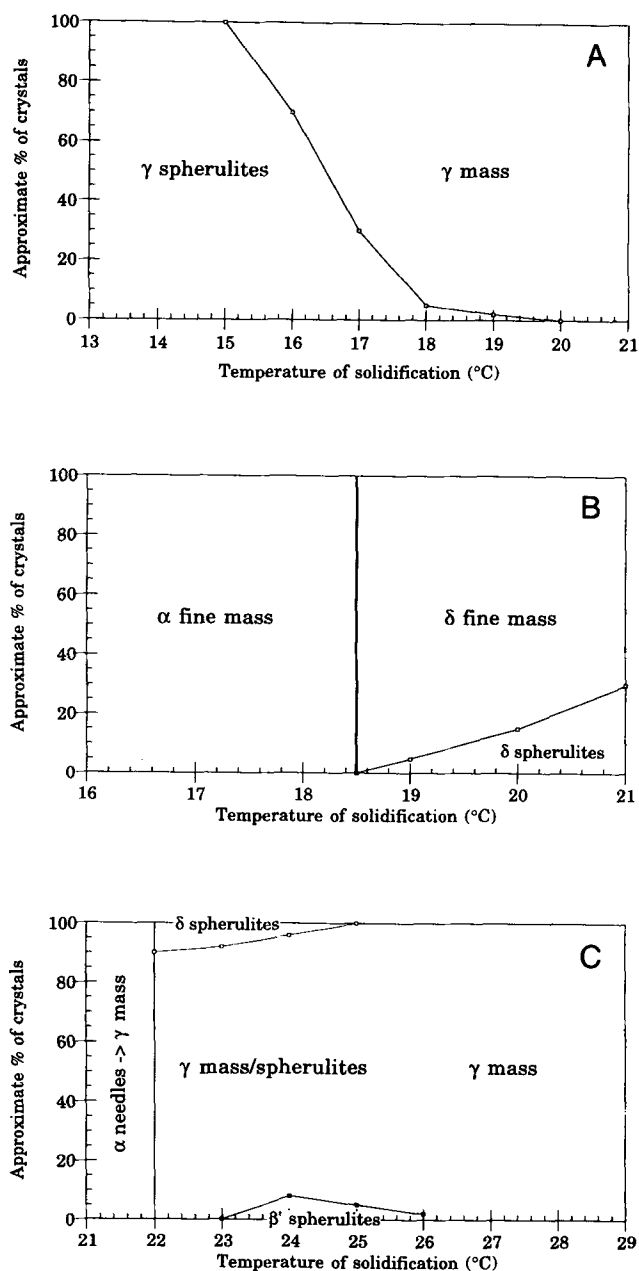 A
Approximate % of crystals
100
80
60
40
20
0
γ spherulites
γ mass
13 14 15 16 17 18 19 20 21
Temperature of solidification (°C)
B
Approximate % of crystals
100
80
60
40
20
0
α fine mass
δ fine mass
δ spherulites
16 17 18 19 20 21
Temperature of solidification (°C)
C
Approximate % of crystals
100
80
60
40
20
0
δ spherulites
α needles -> γ mass
γ mass/spherulites
γ mass
β' spherulites
21 22 23 24 25 26 27 28 29
Temperature of solidification (°C)